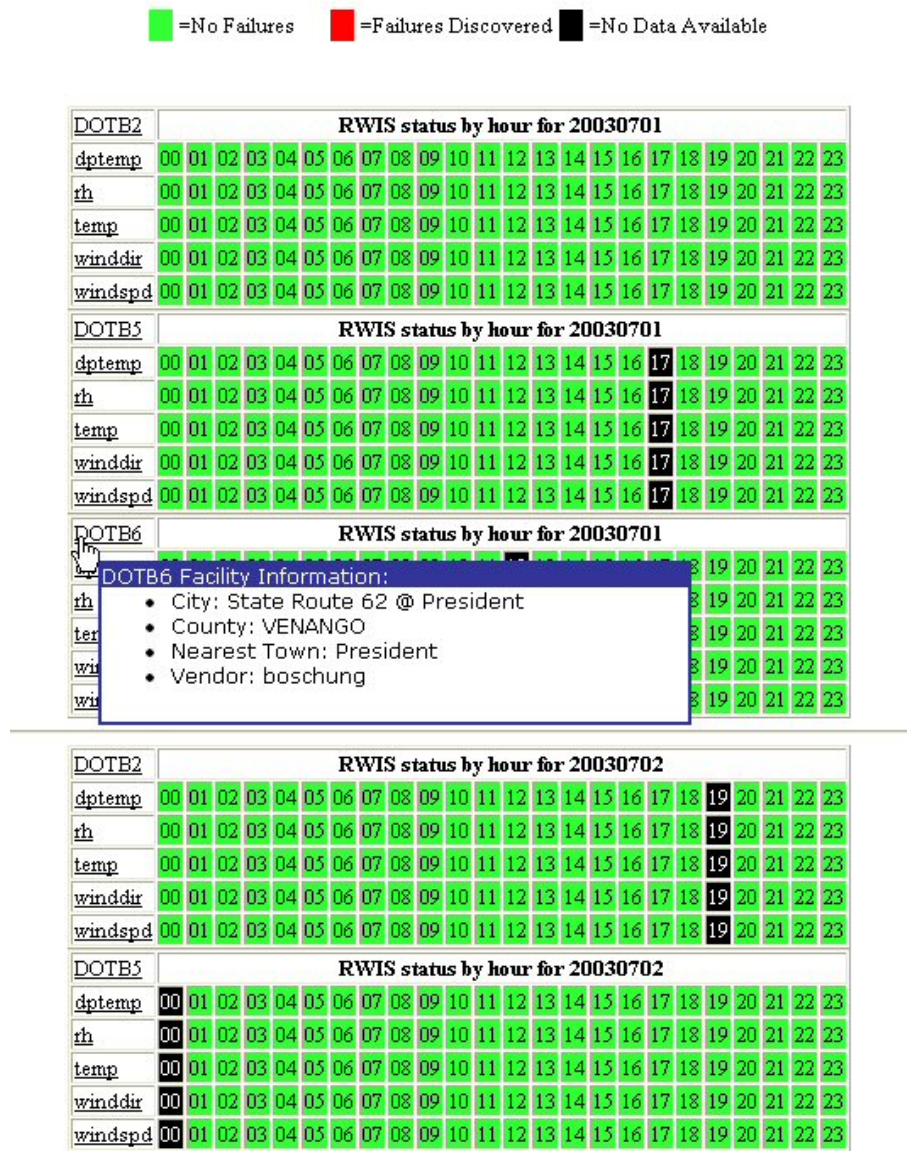 =No Failures =Failures Discovered =No Data Available
DOTB2 RWIS status by hour for 20030701
dptemp 00 01 02 03 04 05 06 07 08 09 10 11 12 13 14 15 16 17 18 19 20 21 22 23
rh 00 01 02 03 04 05 06 07 08 09 10 11 12 13 14 15 16 17 18 19 20 21 22 23
temp 00 01 02 03 04 05 06 07 08 09 10 11 12 13 14 15 16 17 18 19 20 21 22 23
winddir 00 01 02 03 04 05 06 07 08 09 10 11 12 13 14 15 16 17 18 19 20 21 22 23
windspd 00 01 02 03 04 05 06 07 08 09 10 11 12 13 14 15 16 17 18 19 20 21 22 23
DOTB5 RWIS status by hour for 20030701
dptemp 00 01 02 03 04 05 06 07 08 09 10 11 12 13 14 15 16 17 18 19 20 21 22 23
rh 00 01 02 03 04 05 06 07 08 09 10 11 12 13 14 15 16 17 18 19 20 21 22 23
temp 00 01 02 03 04 05 06 07 08 09 10 11 12 13 14 15 16 17 18 19 20 21 22 23
winddir 00 01 02 03 04 05 06 07 08 09 10 11 12 13 14 15 16 17 18 19 20 21 22 23
windspd 00 01 02 03 04 05 06 07 08 09 10 11 12 13 14 15 16 17 18 19 20 21 22 23
DOTB6 RWIS status by hour for 20030701
19 20 21 22 23
DOTB6 Facility Information:
rh 19 20 21 22 23
• City: State Route 62 @ President
• County: VENANGO
19 20 21 22 23
• Nearest Town: President
19 20 21 22 23
• Vendor: boschung
19 20 21 22 23
DOTB2 RWIS status by hour for 20030702
dptemp 00 01 02 03 04 05 06 07 08 09 10 11 12 13 14 15 16 17 18 19 20 21 22 23
rh 00 01 02 03 04 05 06 07 08 09 10 11 12 13 14 15 16 17 18 19 20 21 22 23
temp 00 01 02 03 04 05 06 07 08 09 10 11 12 13 14 15 16 17 18 19 20 21 22 23
winddir 00 01 02 03 04 05 06 07 08 09 10 11 12 13 14 15 16 17 18 19 20 21 22 23
windspd 00 01 02 03 04 05 06 07 08 09 10 11 12 13 14 15 16 17 18 19 20 21 22 23
DOTB5 RWIS status by hour for 20030702
dptemp 00 01 02 03 04 05 06 07 08 09 10 11 12 13 14 15 16 17 18 19 20 21 22 23
rh 00 01 02 03 04 05 06 07 08 09 10 11 12 13 14 15 16 17 18 19 20 21 22 23
temp 00 01 02 03 04 05 06 07 08 09 10 11 12 13 14 15 16 17 18 19 20 21 22 23
winddir 00 01 02 03 04 05 06 07 08 09 10 11 12 13 14 15 16 17 18 19 20 21 22 23
windspd 00 01 02 03 04 05 06 07 08 09 10 11 12 13 14 15 16 17 18 19 20 21 22 23